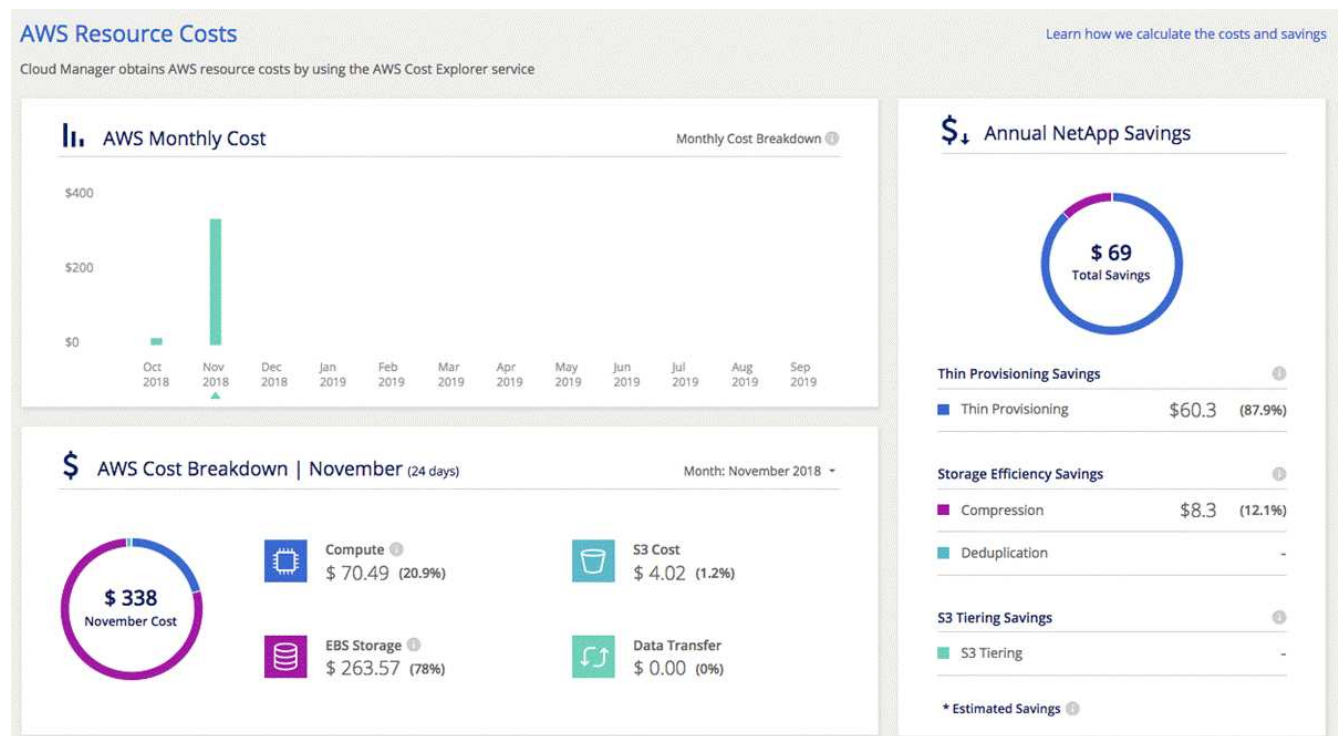 AWS Resource Costs
Learn how we calculate the costs and savings
Cloud Manager obtains AWS resource costs by using the AWS Cost Explorer service
AWS Monthly Cost
Monthly Cost Breakdown
$400
$200
$0
Oct Nov Dec Jan Feb Mar Apr May Jun Jul Aug Sep
2018 2018 2018 2019 2019 2019 2019 2019 2019 2019 2019 2019
AWS Cost Breakdown | November (24 days)
Month: November 2018
$ 338
November Cost
Compute
$ 70.49 (20.9%)
S3 Cost
$ 4.02 (1.2%)
EBS Storage
$ 263.57 (78%)
Data Transfer
$ 0.00 (0%)
Annual NetApp Savings
$ 69
Total Savings
Thin Provisioning Savings
Thin Provisioning $60.3 (87.9%)
Storage Efficiency Savings
Compression $8.3 (12.1%)
Deduplication -
S3 Tiering Savings
S3 Tiering -
* Estimated Savings